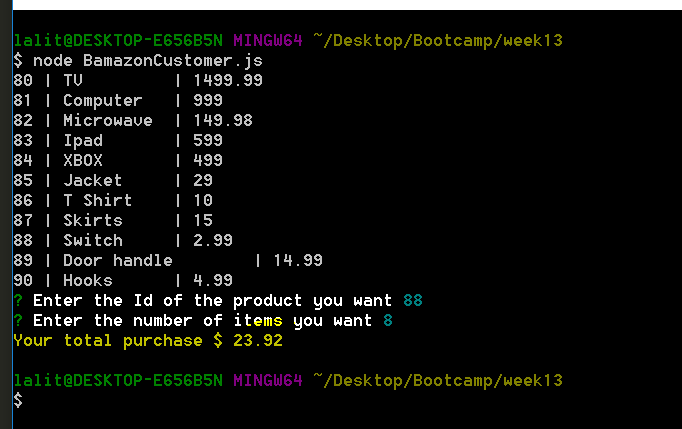 lalit@DESKTOP-E656B5N MINGW64 ~/Desktop/Bootcamp/week13
$ node BamazonCustomer.js
80 | TV         | 1499.99
81 | Computer   | 999
82 | Microwave  | 149.98
83 | Ipad       | 599
84 | XBOX       | 499
85 | Jacket     | 29
86 | T Shirt    | 10
87 | Skirts     | 15
88 | Switch     | 2.99
89 | Door handle        | 14.99
90 | Hooks      | 4.99
? Enter the Id of the product you want 88
? Enter the number of items you want 8
Your total purchase $ 23.92
lalit@DESKTOP-E656B5N MINGW64 ~/Desktop/Bootcamp/week13
$